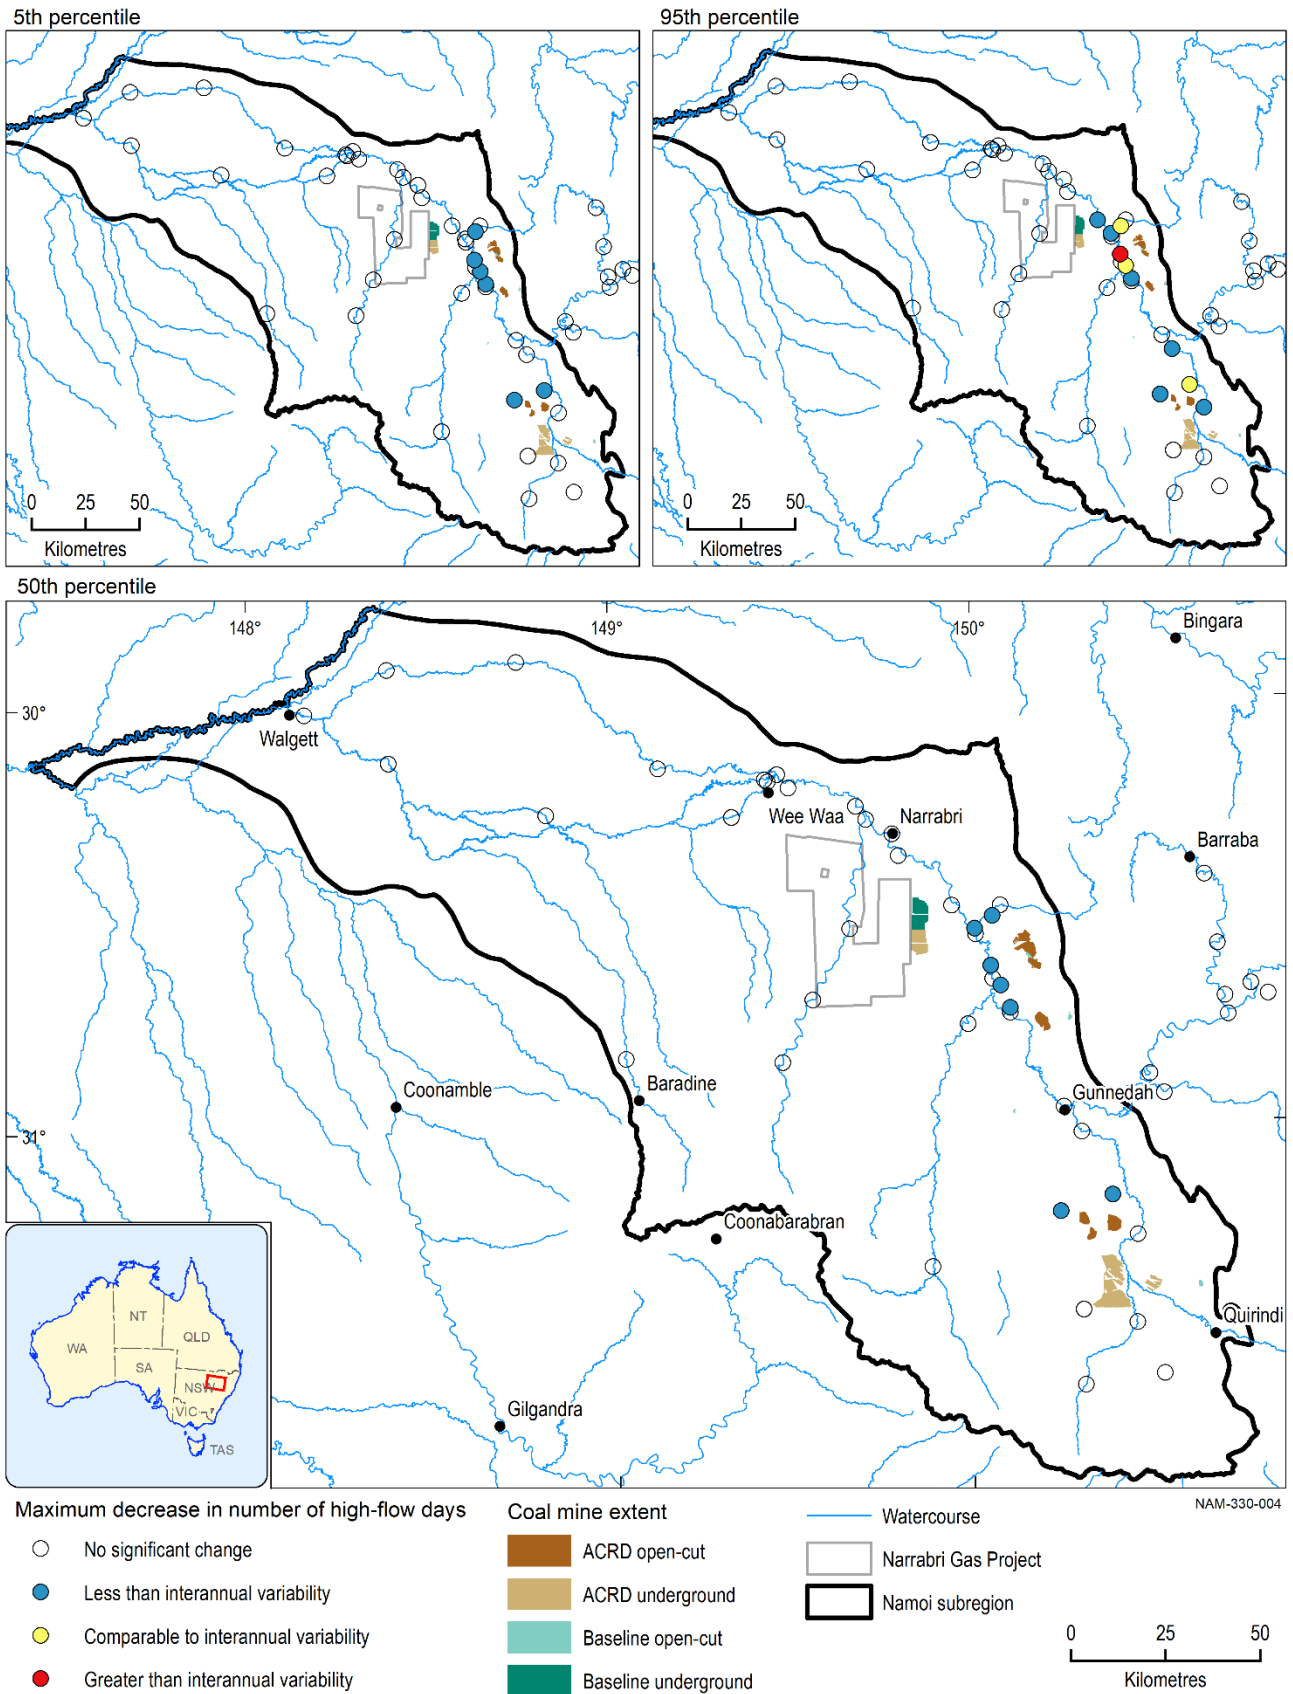 5th percentile
95th percentile
0 25 50
Kilometres
0 25 50
Kilometres
50th percentile
148° 149° 150°
Bingara
30°
Walgett
Wee Waa
Narrabri
Barraba
Coonamble
Baradine
Gunnedah
31°
Coonabarabran
Quirindi
Gilgandra
WA
NT
QLD
SA
NSW
VIC
TAS
NAM-330-004
Maximum decrease in number of high-flow days
No significant change
Less than interannual variability
Comparable to interannual variability
Greater than interannual variability
Coal mine extent
ACRD open-cut
ACRD underground
Baseline open-cut
Baseline underground
Watercourse
Narrabri Gas Project
Namoi subregion
0 25 50
Kilometres